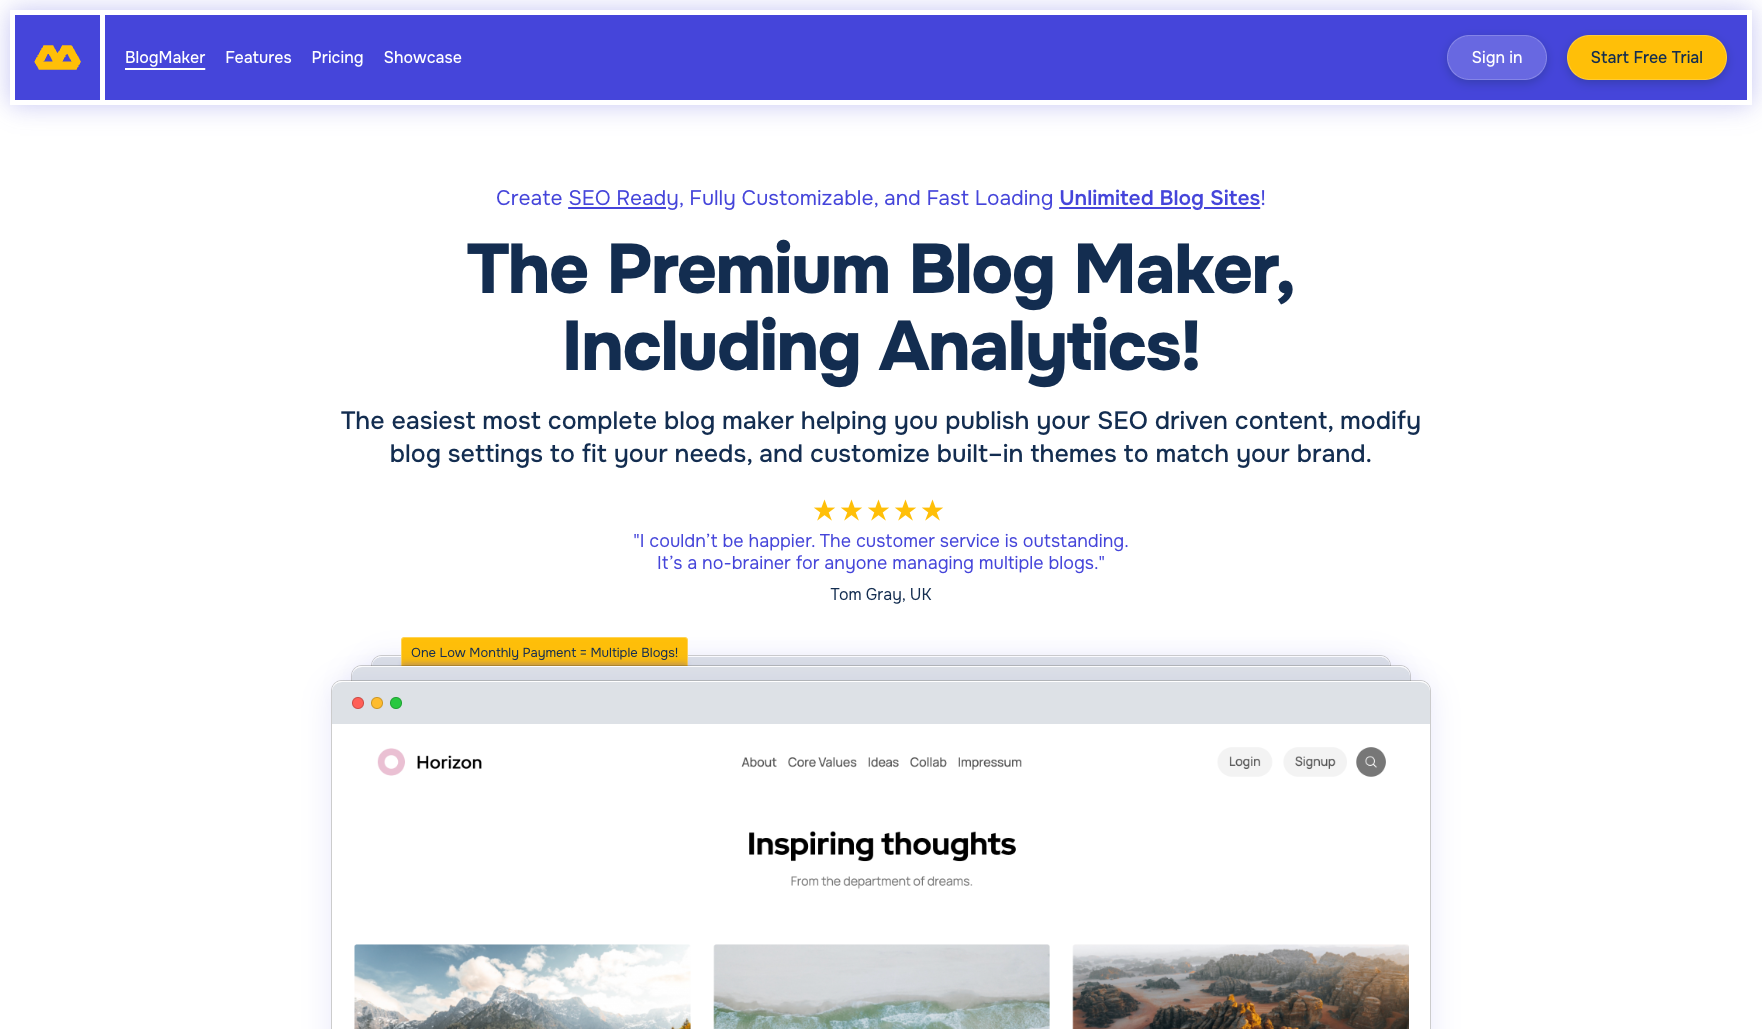 BlogMaker Features Pricing Showcase Sign in Start Free Trial
Create SEO Ready, Fully Customizable, and Fast Loading Unlimited Blog Sites!
The Premium Blog Maker,
Including Analytics!
The easiest most complete blog maker helping you publish your SEO driven content, modify
blog settings to fit your needs, and customize built-in themes to match your brand.
"I couldn’t be happier. The customer service is outstanding.
It’s a no-brainer for anyone managing multiple blogs."
Tom Gray, UK
One Low Monthly Payment = Multiple Blogs!
Horizon About Core Values Ideas Collab Impressum Login Signup
Inspiring thoughts
From the department of dreams.